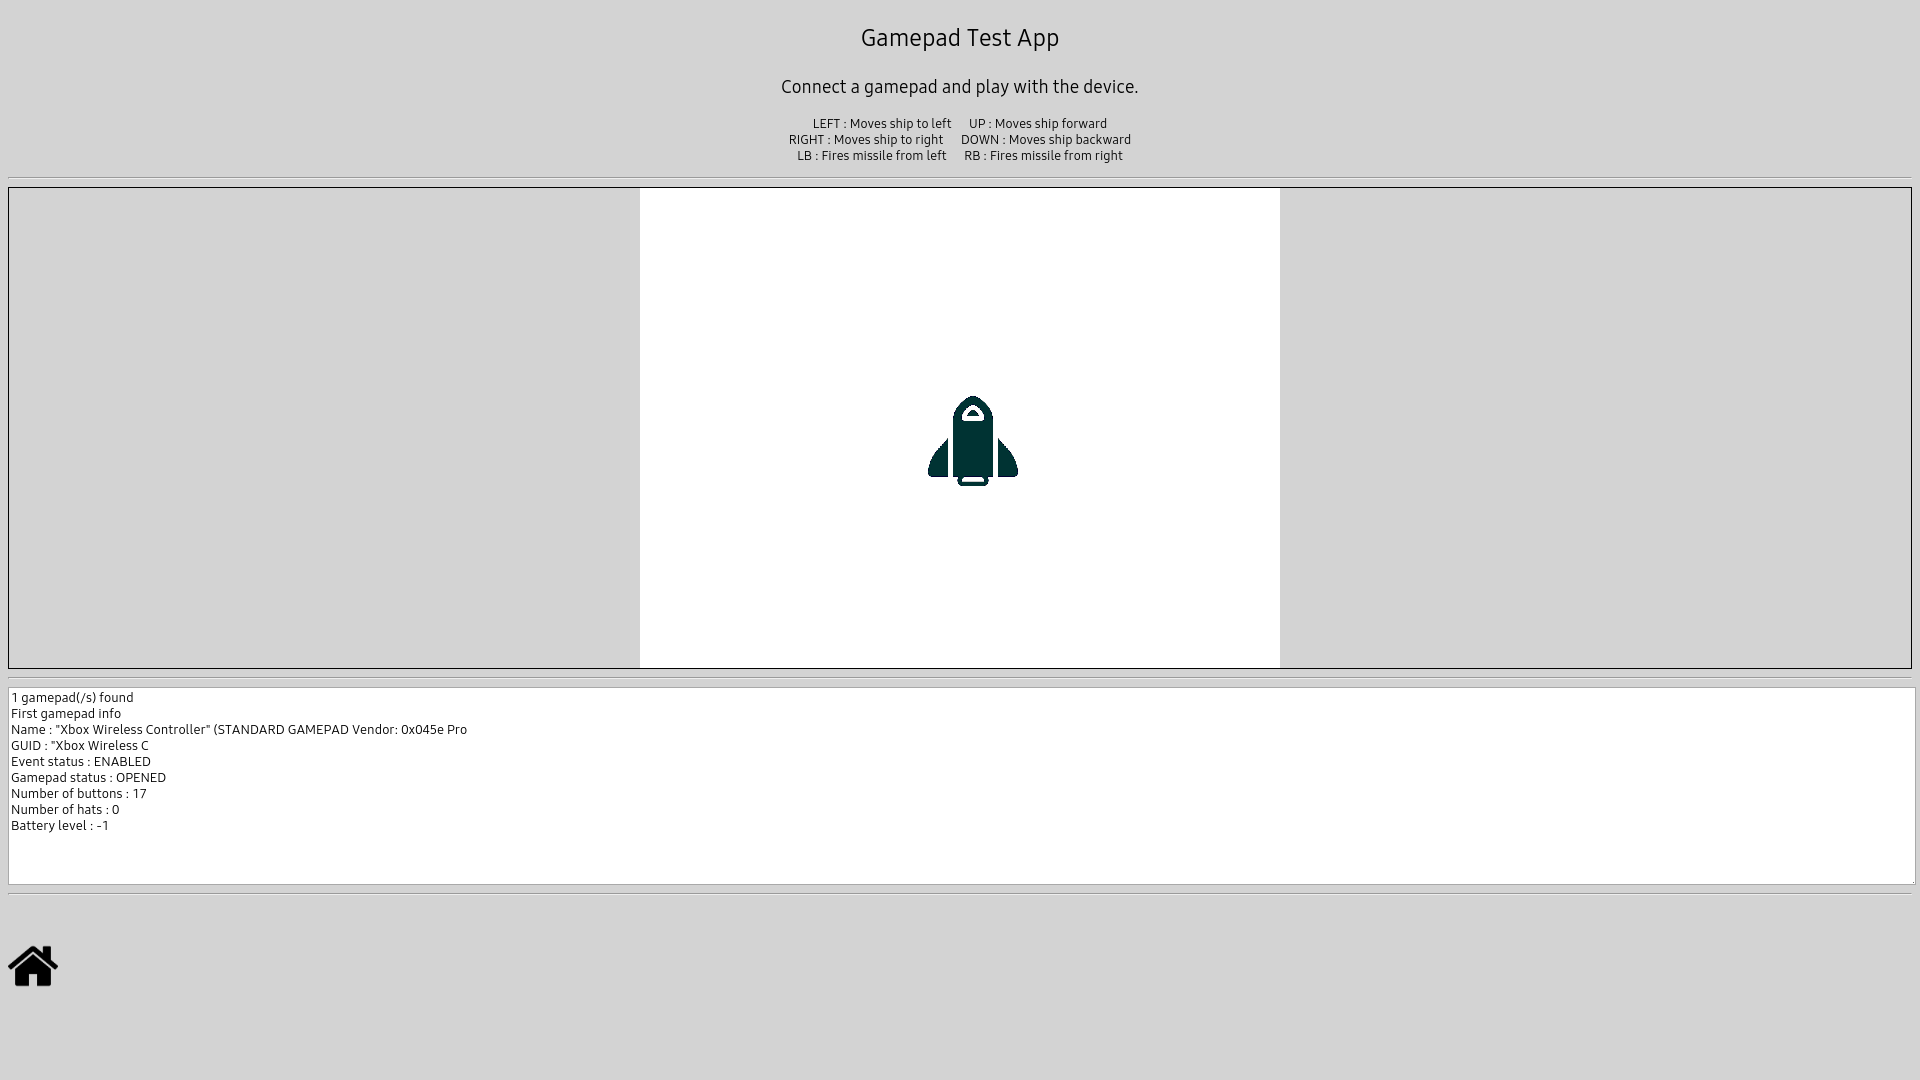 Gamepad Test App
Connect a gamepad and play with the device.
LEFT : Moves ship to left UP : Moves ship forward
RIGHT : Moves ship to right DOWN : Moves ship backward
LB : Fires missile from left RB : Fires missile from right
1 gamepad(/s) found
First gamepad info
Name : "Xbox Wireless Controller" (STANDARD GAMEPAD Vendor: 0x045e Pro
GUID : "Xbox Wireless C
Event status : ENABLED
Gamepad status : OPENED
Number of buttons : 17
Number of hats : 0
Battery level : -1